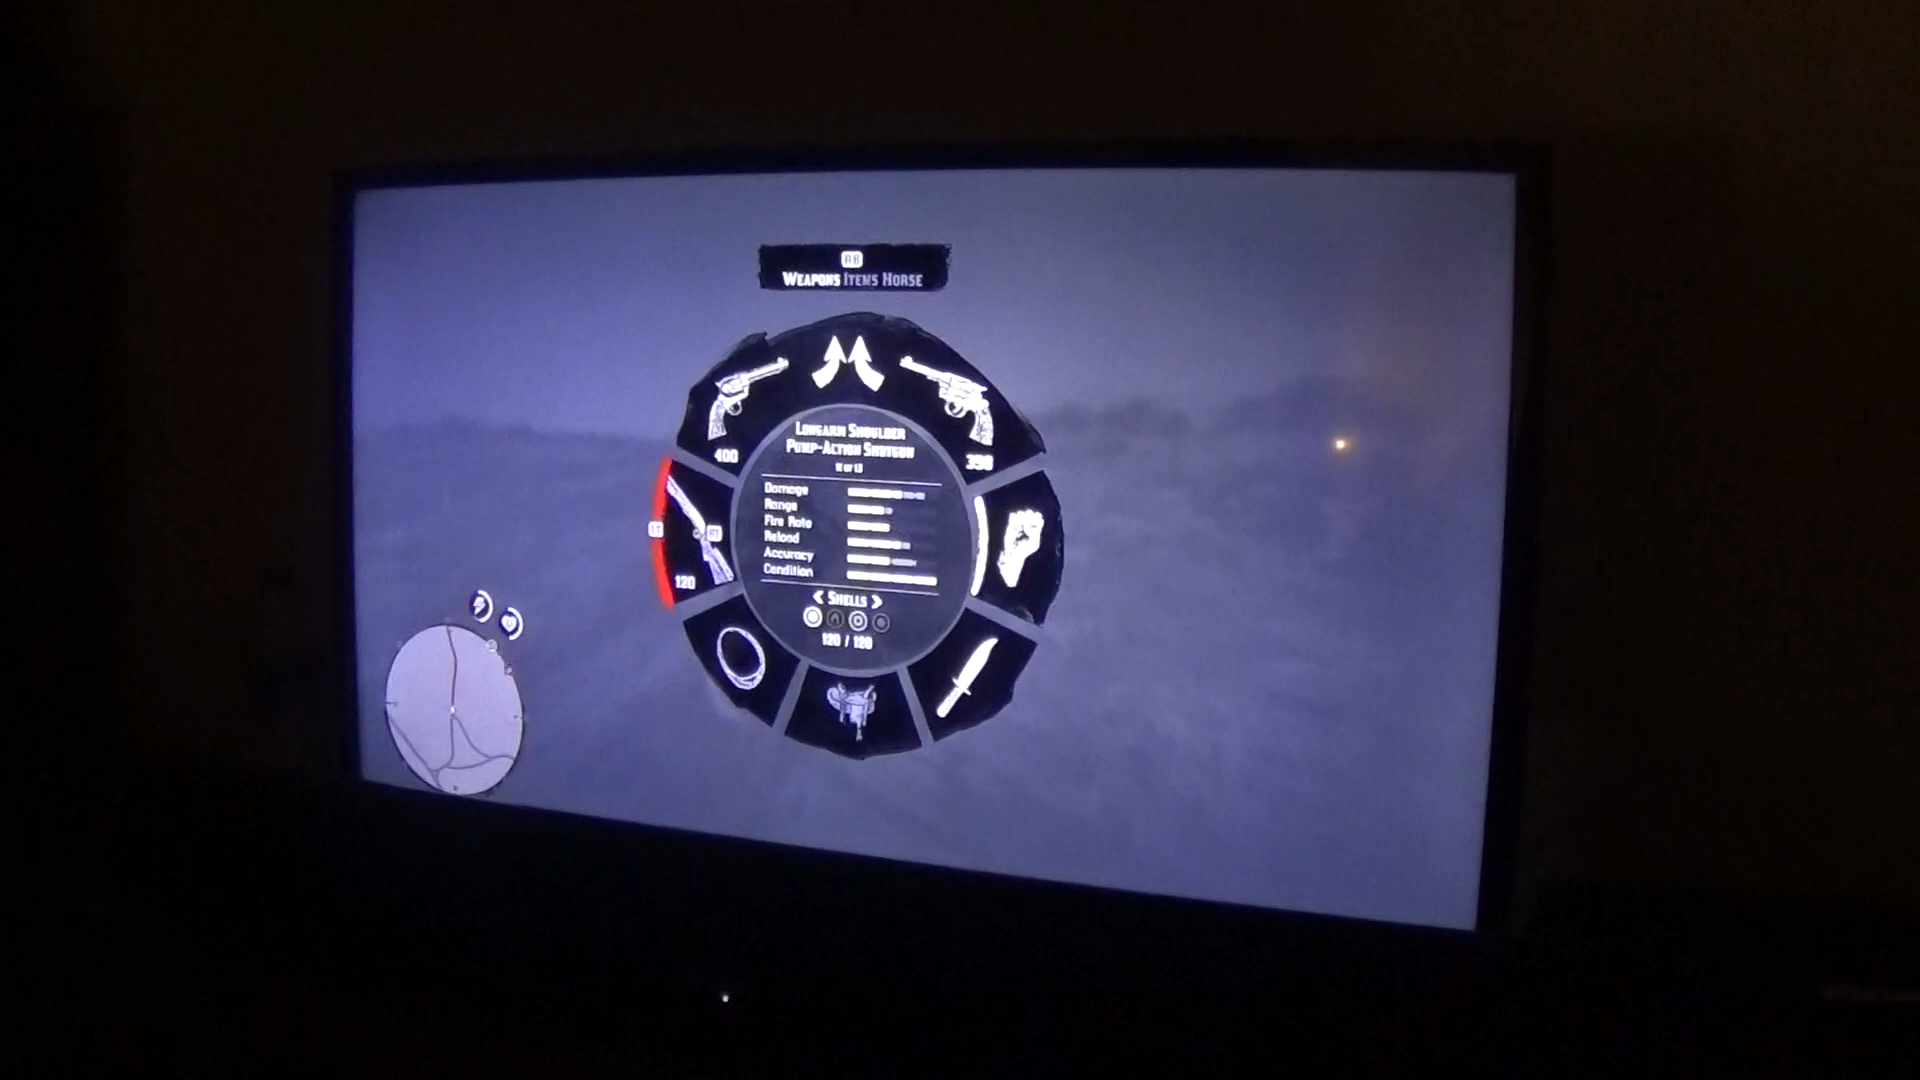 RB
Weapons Items Horse
Longarm Shoulder
Pump-Action Shotgun
400
350
Damage
Range
Fire Rate
Reload
Accuracy
Condition
LT
120
Shells
120 / 120